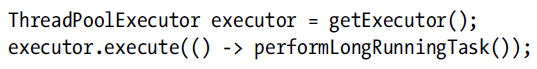 ThreadPoolExecutor executor = getExecutor();
executor.execute(() -> performLongRunningTask());